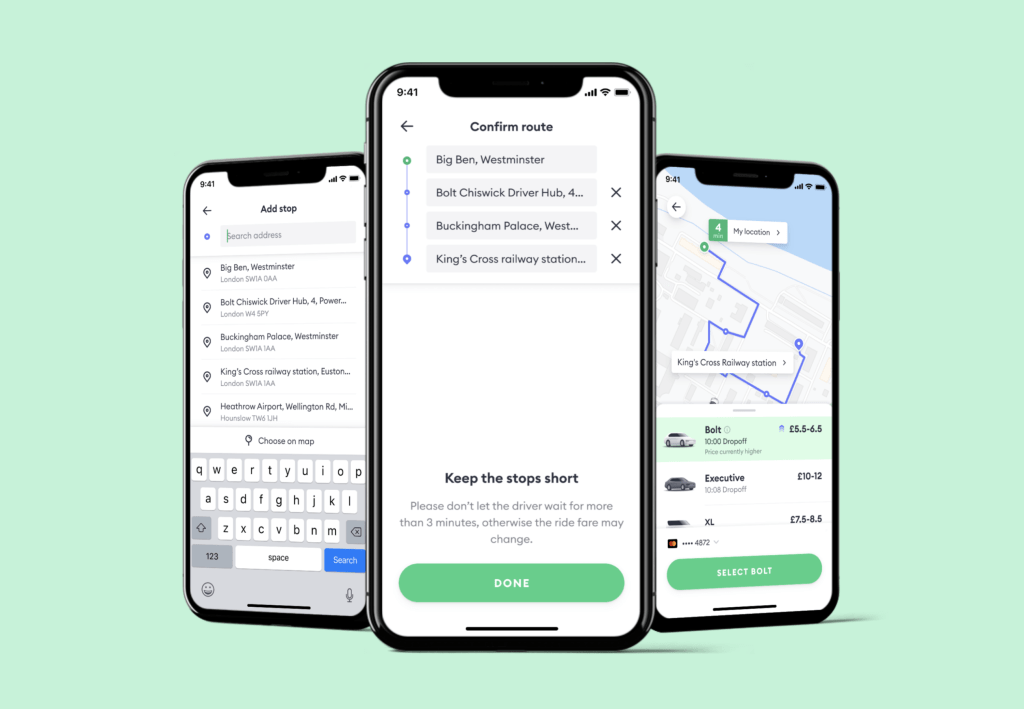 9:41
Add stop
Search address
Big Ben, Westminster
London SW1A 0AA
Bolt Chiswick Driver Hub, 4, Power...
London W4 5PY
Buckingham Palace, Westminster
London SW1A 1AA
King's Cross railway station, Euston...
London SW1A 1AA
Heathrow Airport, Wellington Rd, Mi...
Hounslow TW6 1JH
Choose on map
q w e r t y u i o p
a s d f g h j k l
z x c v b n m
123 space Search
9:41
Confirm route
Big Ben, Westminster
Bolt Chiswick Driver Hub, 4...
Buckingham Palace, West...
King's Cross railway station...
Keep the stops short
Please don't let the driver wait for more
than 3 minutes, otherwise the ride fare may
change.
DONE
9:41
4 min My location
King's Cross Railway station
Bolt £5.5-6.5
10:00 Dropoff
Price currently higher
Executive £10-12
10:08 Dropoff
XL £7.5-8.5
•••• 4872
SELECT BOLT